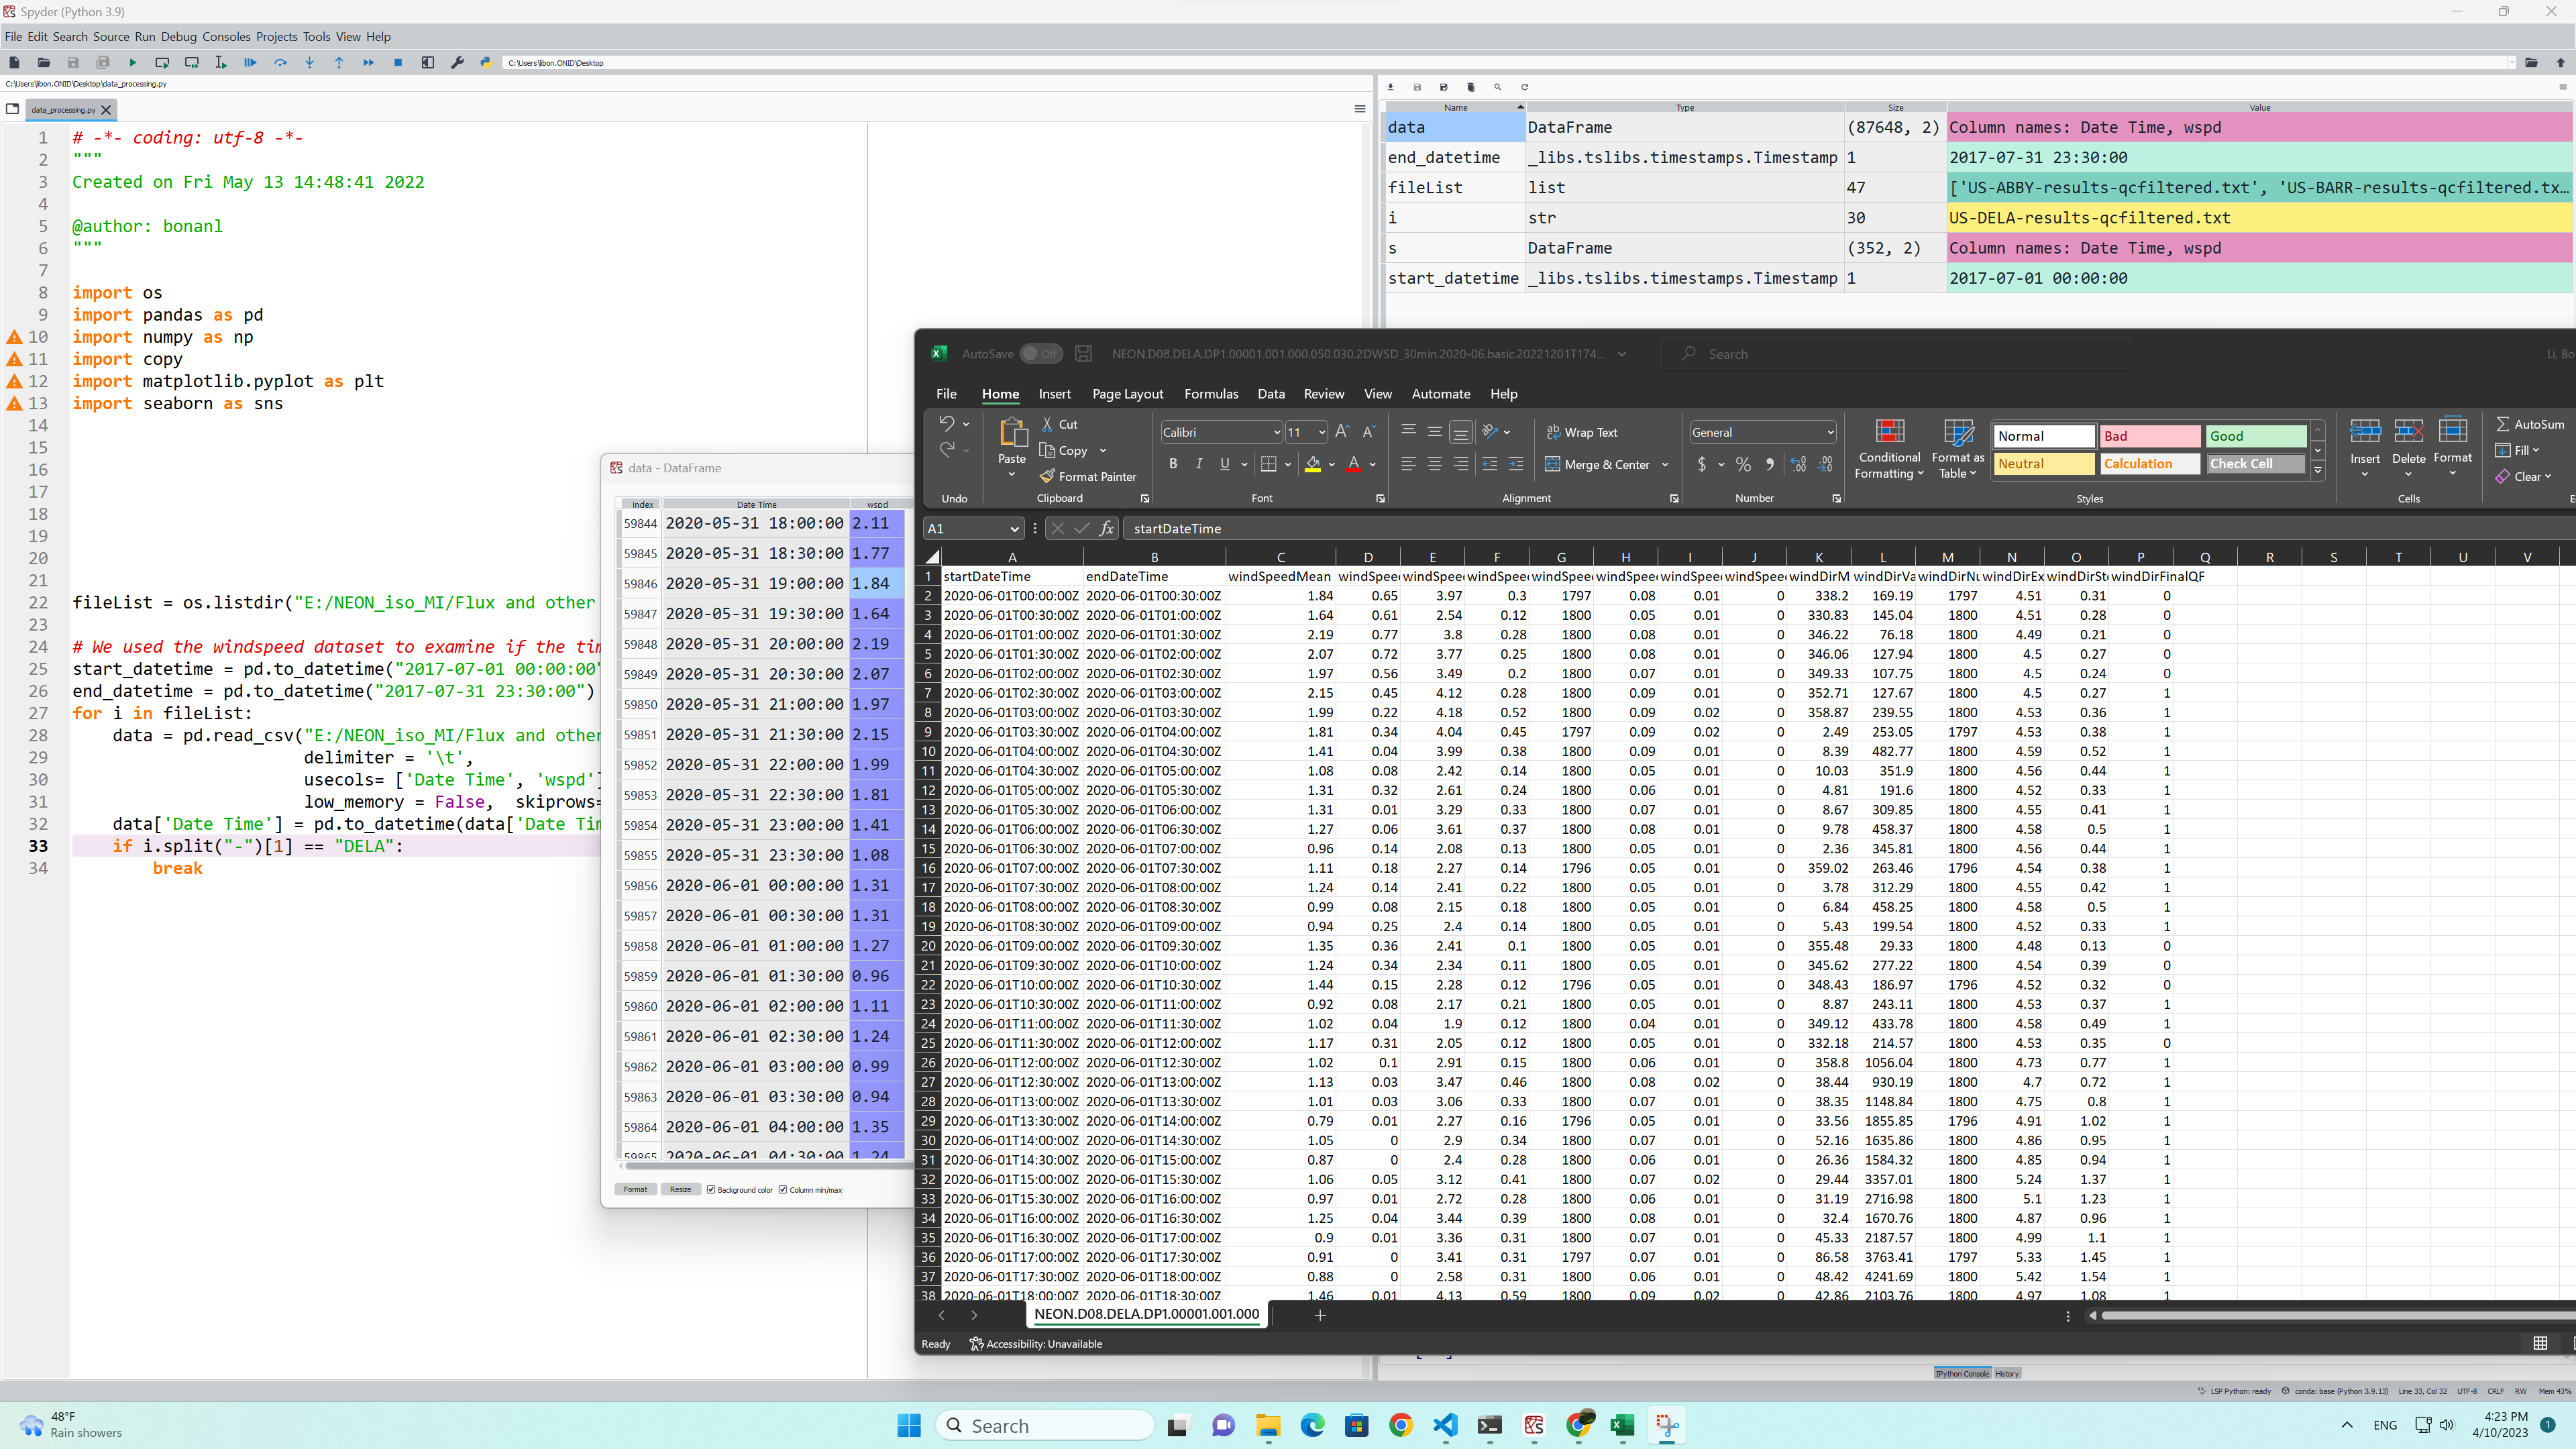 Spyder (Python 3.9)
File Edit Search Source Run Debug Consoles Projects Tools View Help
C:\Users\libon.ONID\Desktop
C:\Users\libon.ONID\Desktop\data_processing.py
data_processing.py
1 # -*- coding: utf-8 -*-
2 """
3 Created on Fri May 13 14:48:41 2022
4
5 @author: bonanl
6 """
7
8 import os
9 import pandas as pd
10 import numpy as np
11 import copy
12 import matplotlib.pyplot as plt
13 import seaborn as sns
14
15
16
17
18
19
20
21
22 fileList = os.listdir("E:/NEON_iso_MI/Flux and other
23
24 # We used the windspeed dataset to examine if the tim
25 start_datetime = pd.to_datetime("2017-07-01 00:00:00"
26 end_datetime = pd.to_datetime("2017-07-31 23:30:00")
27 for i in fileList:
28 data = pd.read_csv("E:/NEON_iso_MI/Flux and other
29 delimiter = '\t',
30 usecols= ['Date Time', 'wspd']
31 low_memory = False, skiprows=
32 data['Date Time'] = pd.to_datetime(data['Date Tim
33 if i.split("-")[1] == "DELA":
34 break
Name Type Size Value
data DataFrame (87648, 2) Column names: Date Time, wspd
end_datetime _libs.tslibs.timestamps.Timestamp 1 2017-07-31 23:30:00
fileList list 47 ['US-ABBY-results-qcfiltered.txt', 'US-BARR-results-qcfiltered.tx...
i str 30 US-DELA-results-qcfiltered.txt
s DataFrame (352, 2) Column names: Date Time, wspd
start_datetime _libs.tslibs.timestamps.Timestamp 1 2017-07-01 00:00:00
data - DataFrame
Index Date Time wspd
59844 2020-05-31 18:00:00 2.11
59845 2020-05-31 18:30:00 1.77
59846 2020-05-31 19:00:00 1.84
59847 2020-05-31 19:30:00 1.64
59848 2020-05-31 20:00:00 2.19
59849 2020-05-31 20:30:00 2.07
59850 2020-05-31 21:00:00 1.97
59851 2020-05-31 21:30:00 2.15
59852 2020-05-31 22:00:00 1.99
59853 2020-05-31 22:30:00 1.81
59854 2020-05-31 23:00:00 1.41
59855 2020-05-31 23:30:00 1.08
59856 2020-06-01 00:00:00 1.31
59857 2020-06-01 00:30:00 1.31
59858 2020-06-01 01:00:00 1.27
59859 2020-06-01 01:30:00 0.96
59860 2020-06-01 02:00:00 1.11
59861 2020-06-01 02:30:00 1.24
59862 2020-06-01 03:00:00 0.99
59863 2020-06-01 03:30:00 0.94
59864 2020-06-01 04:00:00 1.35
59865 2020-06-01 04:30:00 1.24
Format Resize Background color Column min/max
AutoSave Off NEON.D08.DELA.DP1.00001.001.000.050.030.2DWSD_30min.2020-06.basic.20221201T174... Search Li, Bo
File Home Insert Page Layout Formulas Data Review View Automate Help
Paste Cut Copy Format Painter Calibri 11 Wrap Text Merge & Center General Conditional Formatting Format as Table Normal Bad Good Neutral Calculation Check Cell Insert Delete Format AutoSum Fill Clear
Undo Clipboard Font Alignment Number Styles Cells
A1 startDateTime
A B C D E F G H I J K L M N O P Q R S T U V
1 startDateTime endDateTime windSpeedMean windSpee windSpee windSpee windSpee windSpee windSpee windSpee windDirM windDirVa windDirNu windDirEx windDirSt windDirFinalQF
2 2020-06-01T00:00:00Z 2020-06-01T00:30:00Z 1.84 0.65 3.97 0.3 1797 0.08 0.01 0 338.2 169.19 1797 4.51 0.31 0
3 2020-06-01T00:30:00Z 2020-06-01T01:00:00Z 1.64 0.61 2.54 0.12 1800 0.05 0.01 0 330.83 145.04 1800 4.51 0.28 0
4 2020-06-01T01:00:00Z 2020-06-01T01:30:00Z 2.19 0.77 3.8 0.28 1800 0.08 0.01 0 346.22 76.18 1800 4.49 0.21 0
5 2020-06-01T01:30:00Z 2020-06-01T02:00:00Z 2.07 0.72 3.77 0.25 1800 0.08 0.01 0 346.06 127.94 1800 4.5 0.27 0
6 2020-06-01T02:00:00Z 2020-06-01T02:30:00Z 1.97 0.56 3.49 0.2 1800 0.07 0.01 0 349.33 107.75 1800 4.5 0.24 0
7 2020-06-01T02:30:00Z 2020-06-01T03:00:00Z 2.15 0.45 4.12 0.28 1800 0.09 0.01 0 352.71 127.67 1800 4.5 0.27 1
8 2020-06-01T03:00:00Z 2020-06-01T03:30:00Z 1.99 0.22 4.18 0.52 1800 0.09 0.02 0 358.87 239.55 1800 4.53 0.36 1
9 2020-06-01T03:30:00Z 2020-06-01T04:00:00Z 1.81 0.34 4.04 0.45 1797 0.09 0.02 0 2.49 253.05 1797 4.53 0.38 1
10 2020-06-01T04:00:00Z 2020-06-01T04:30:00Z 1.41 0.04 3.99 0.38 1800 0.09 0.01 0 8.39 482.77 1800 4.59 0.52 1
11 2020-06-01T04:30:00Z 2020-06-01T05:00:00Z 1.08 0.08 2.42 0.14 1800 0.05 0.01 0 10.03 351.9 1800 4.56 0.44 1
12 2020-06-01T05:00:00Z 2020-06-01T05:30:00Z 1.31 0.32 2.61 0.24 1800 0.06 0.01 0 4.81 191.6 1800 4.52 0.33 1
13 2020-06-01T05:30:00Z 2020-06-01T06:00:00Z 1.31 0.01 3.29 0.33 1800 0.07 0.01 0 8.67 309.85 1800 4.55 0.41 1
14 2020-06-01T06:00:00Z 2020-06-01T06:30:00Z 1.27 0.06 3.61 0.37 1800 0.08 0.01 0 9.78 458.37 1800 4.58 0.5 1
15 2020-06-01T06:30:00Z 2020-06-01T07:00:00Z 0.96 0.14 2.08 0.13 1800 0.05 0.01 0 2.36 345.81 1800 4.56 0.44 1
16 2020-06-01T07:00:00Z 2020-06-01T07:30:00Z 1.11 0.18 2.27 0.14 1796 0.05 0.01 0 359.02 263.46 1796 4.54 0.38 1
17 2020-06-01T07:30:00Z 2020-06-01T08:00:00Z 1.24 0.14 2.41 0.22 1800 0.05 0.01 0 3.78 312.29 1800 4.55 0.42 1
18 2020-06-01T08:00:00Z 2020-06-01T08:30:00Z 0.99 0.08 2.15 0.18 1800 0.05 0.01 0 6.84 458.25 1800 4.58 0.5 1
19 2020-06-01T08:30:00Z 2020-06-01T09:00:00Z 0.94 0.25 2.4 0.14 1800 0.05 0.01 0 5.43 199.54 1800 4.52 0.33 1
20 2020-06-01T09:00:00Z 2020-06-01T09:30:00Z 1.35 0.36 2.41 0.1 1800 0.05 0.01 0 355.48 29.33 1800 4.48 0.13 0
21 2020-06-01T09:30:00Z 2020-06-01T10:00:00Z 1.24 0.34 2.34 0.11 1800 0.05 0.01 0 345.62 277.22 1800 4.54 0.39 0
22 2020-06-01T10:00:00Z 2020-06-01T10:30:00Z 1.44 0.15 2.28 0.12 1796 0.05 0.01 0 348.43 186.97 1796 4.52 0.32 0
23 2020-06-01T10:30:00Z 2020-06-01T11:00:00Z 0.92 0.08 2.17 0.21 1800 0.05 0.01 0 8.87 243.11 1800 4.53 0.37 1
24 2020-06-01T11:00:00Z 2020-06-01T11:30:00Z 1.02 0.04 1.9 0.12 1800 0.04 0.01 0 349.12 433.78 1800 4.58 0.49 1
25 2020-06-01T11:30:00Z 2020-06-01T12:00:00Z 1.17 0.31 2.05 0.12 1800 0.05 0.01 0 332.18 214.57 1800 4.53 0.35 0
26 2020-06-01T12:00:00Z 2020-06-01T12:30:00Z 1.02 0.1 2.91 0.15 1800 0.06 0.01 0 358.8 1056.04 1800 4.73 0.77 1
27 2020-06-01T12:30:00Z 2020-06-01T13:00:00Z 1.13 0.03 3.47 0.46 1800 0.08 0.02 0 38.44 930.19 1800 4.7 0.72 1
28 2020-06-01T13:00:00Z 2020-06-01T13:30:00Z 1.01 0.03 3.06 0.33 1800 0.07 0.01 0 38.35 1148.84 1800 4.75 0.8 1
29 2020-06-01T13:30:00Z 2020-06-01T14:00:00Z 0.79 0.01 2.27 0.16 1796 0.05 0.01 0 33.56 1855.85 1796 4.91 1.02 1
30 2020-06-01T14:00:00Z 2020-06-01T14:30:00Z 1.05 0 2.9 0.34 1800 0.07 0.01 0 52.16 1635.86 1800 4.86 0.95 1
31 2020-06-01T14:30:00Z 2020-06-01T15:00:00Z 0.87 0 2.4 0.28 1800 0.06 0.01 0 26.36 1584.32 1800 4.85 0.94 1
32 2020-06-01T15:00:00Z 2020-06-01T15:30:00Z 1.06 0.05 3.12 0.41 1800 0.07 0.02 0 29.44 3357.01 1800 5.24 1.37 1
33 2020-06-01T15:30:00Z 2020-06-01T16:00:00Z 0.97 0.01 2.72 0.28 1800 0.06 0.01 0 31.19 2716.98 1800 5.1 1.23 1
34 2020-06-01T16:00:00Z 2020-06-01T16:30:00Z 1.25 0.04 3.44 0.39 1800 0.08 0.01 0 32.4 1670.76 1800 4.87 0.96 1
35 2020-06-01T16:30:00Z 2020-06-01T17:00:00Z 0.9 0.01 3.36 0.31 1800 0.07 0.01 0 45.33 2187.57 1800 4.99 1.1 1
36 2020-06-01T17:00:00Z 2020-06-01T17:30:00Z 0.91 0 3.41 0.31 1797 0.07 0.01 0 86.58 3763.41 1797 5.33 1.45 1
37 2020-06-01T17:30:00Z 2020-06-01T18:00:00Z 0.88 0 2.58 0.31 1800 0.06 0.01 0 48.42 4241.69 1800 5.42 1.54 1
38 2020-06-01T18:00:00Z 2020-06-01T18:30:00Z 1.46 0.01 4.13 0.59 1800 0.09 0.02 0 42.86 2103.76 1800 4.97 1.08 1
NEON.D08.DELA.DP1.00001.001.000
Ready Accessibility: Unavailable
IPython Console History
LSP Python: ready conda: base (Python 3.9.13) Line 33, Col 32 UTF-8 CRLF RW Mem 43%
48°F
Rain showers
Search
ENG
4:23 PM
4/10/2023
1